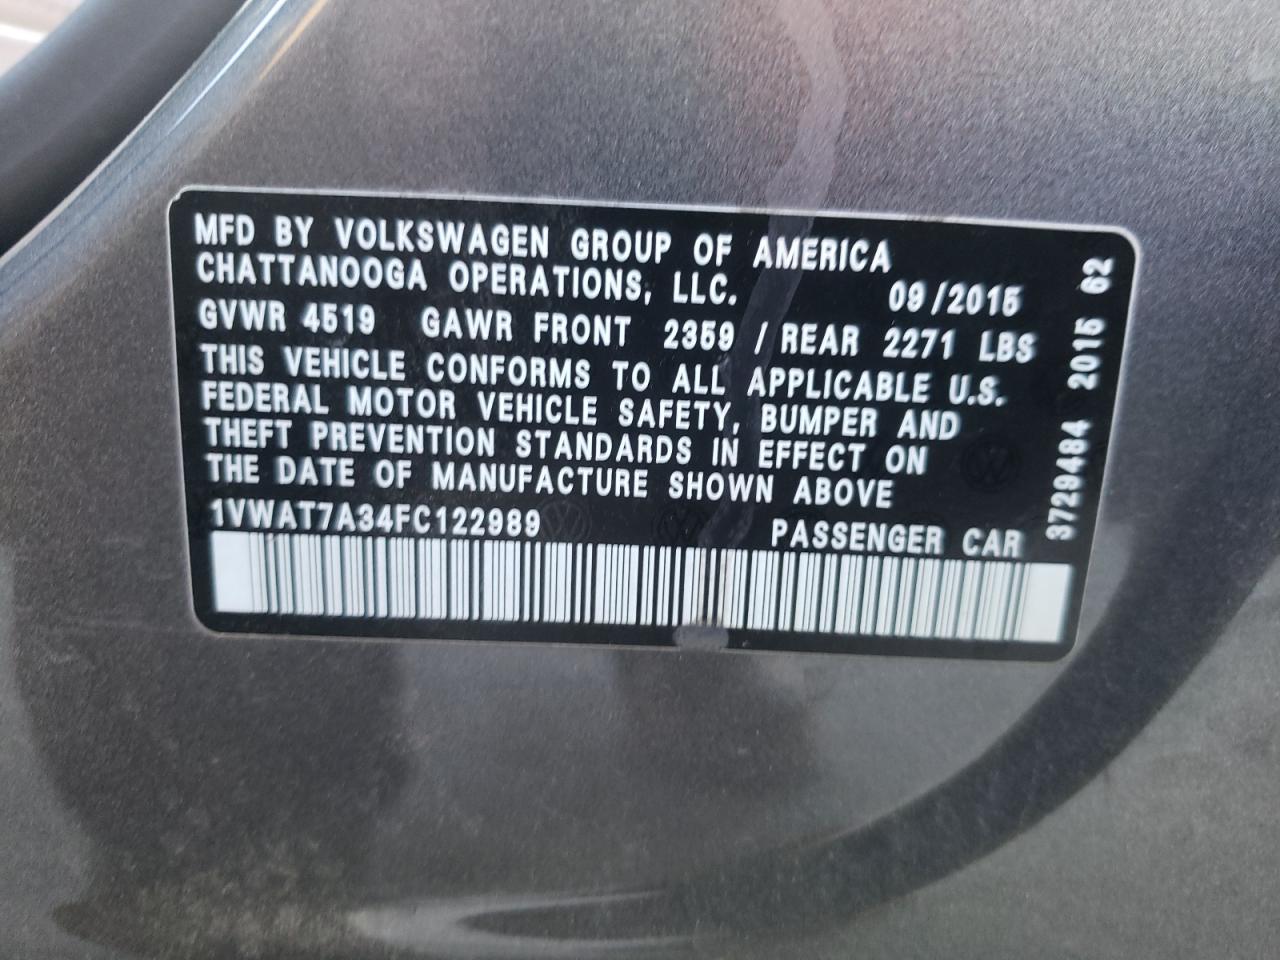 MFD BY VOLKSWAGEN GROUP OF AMERICA
CHATTANOOGA OPERATIONS, LLC.
09/2015
GVWR 4519 GAWR FRONT 2359 / REAR 2271 LBS
THIS VEHICLE CONFORMS TO ALL APPLICABLE U.S.
FEDERAL MOTOR VEHICLE SAFETY, BUMPER AND
THEFT PREVENTION STANDARDS IN EFFECT ON
THE DATE OF MANUFACTURE SHOWN ABOVE
1VWAT7A34FC122989 PASSENGER CAR
3729484 2015 62